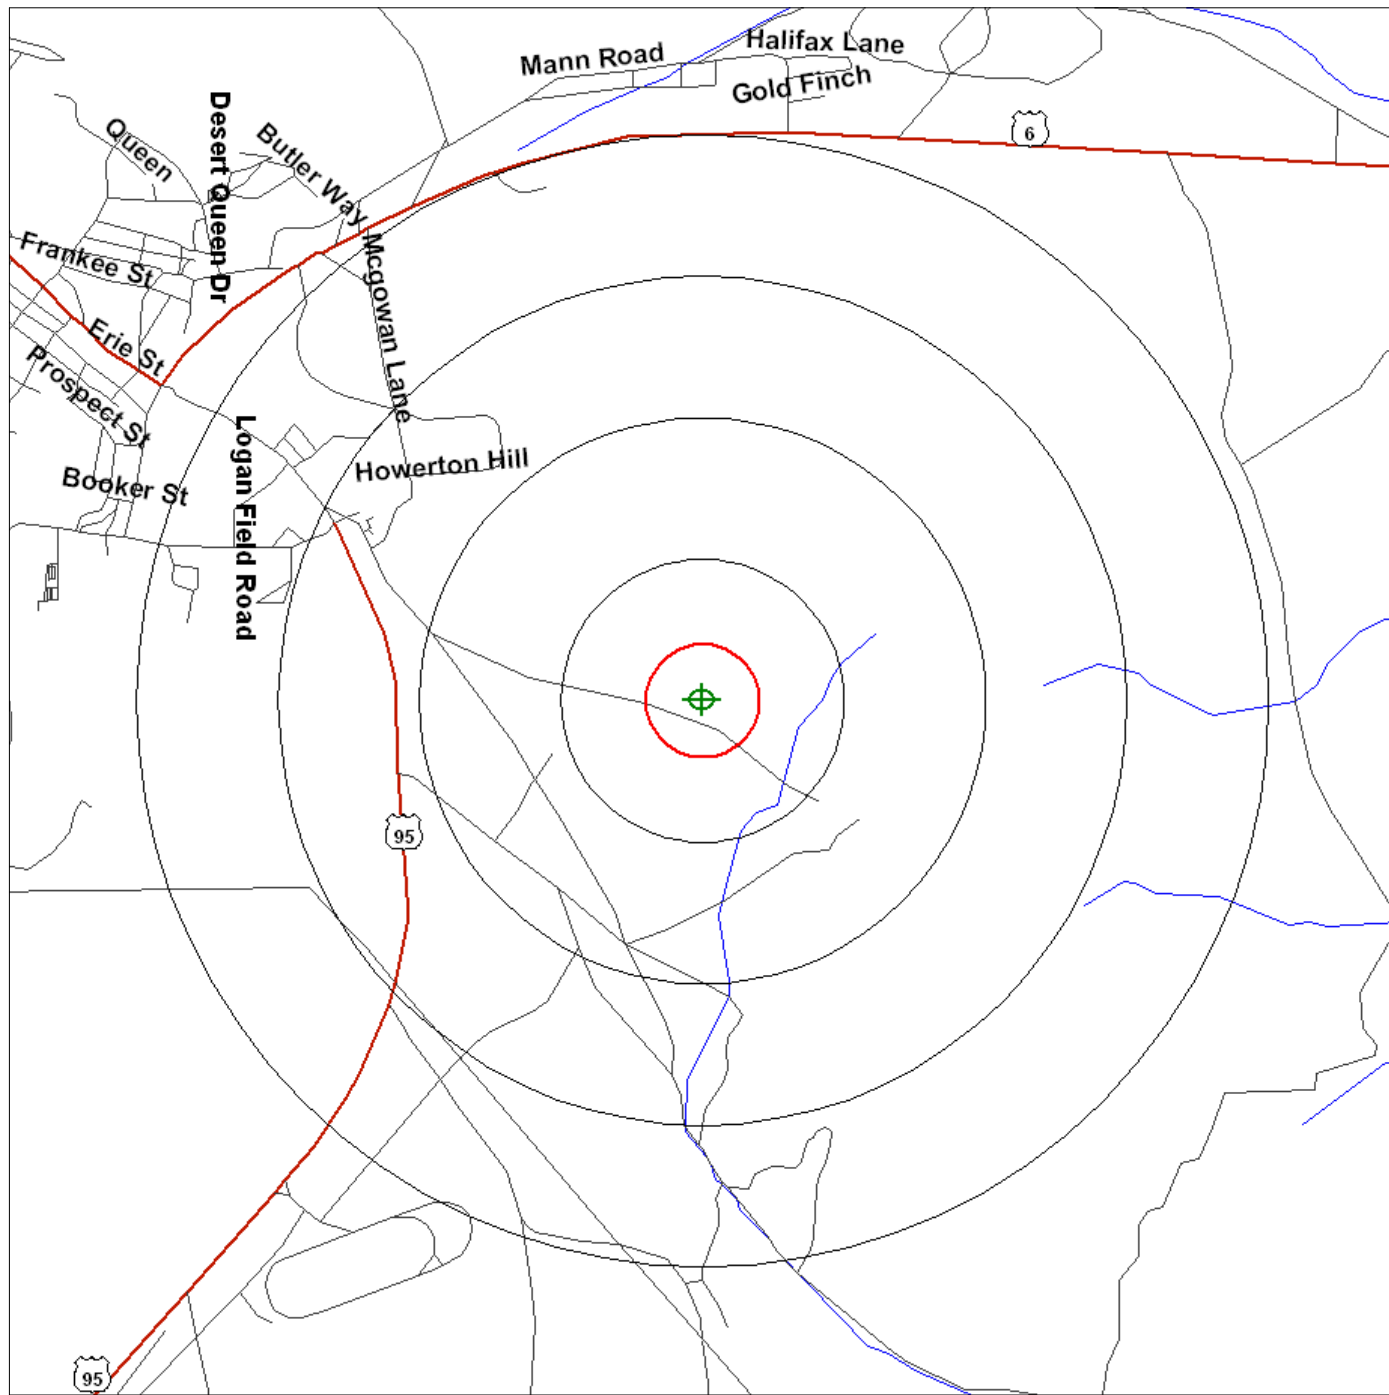 Mann Road
Halifax Lane
Gold Finch
6
Queen
Desert Queen Dr
Butler Way
Frankee St
Mcgowan Lane
Erie St
Prospect St
Logan Field Road
Howerton Hill
Booker St
95
95